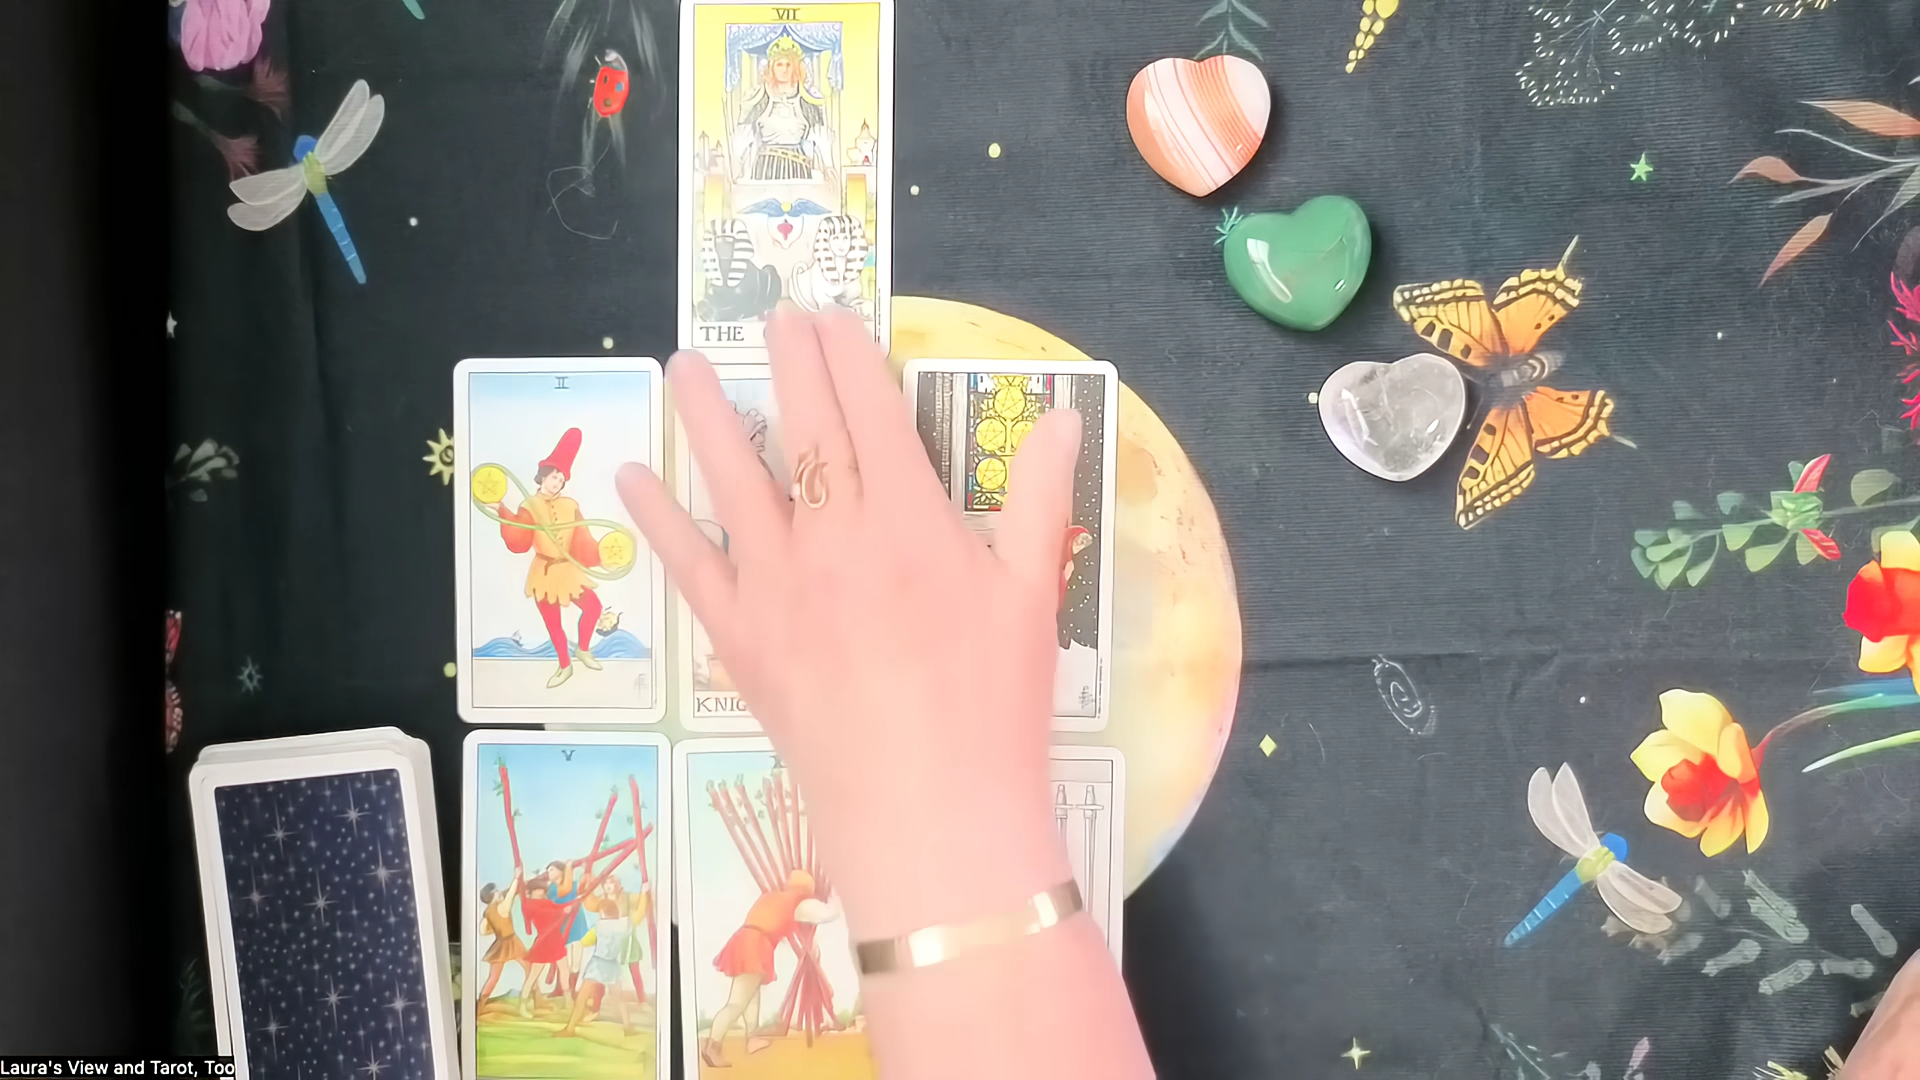 VII
THE
II
KNIG
V
Laura's View and Tarot, Too